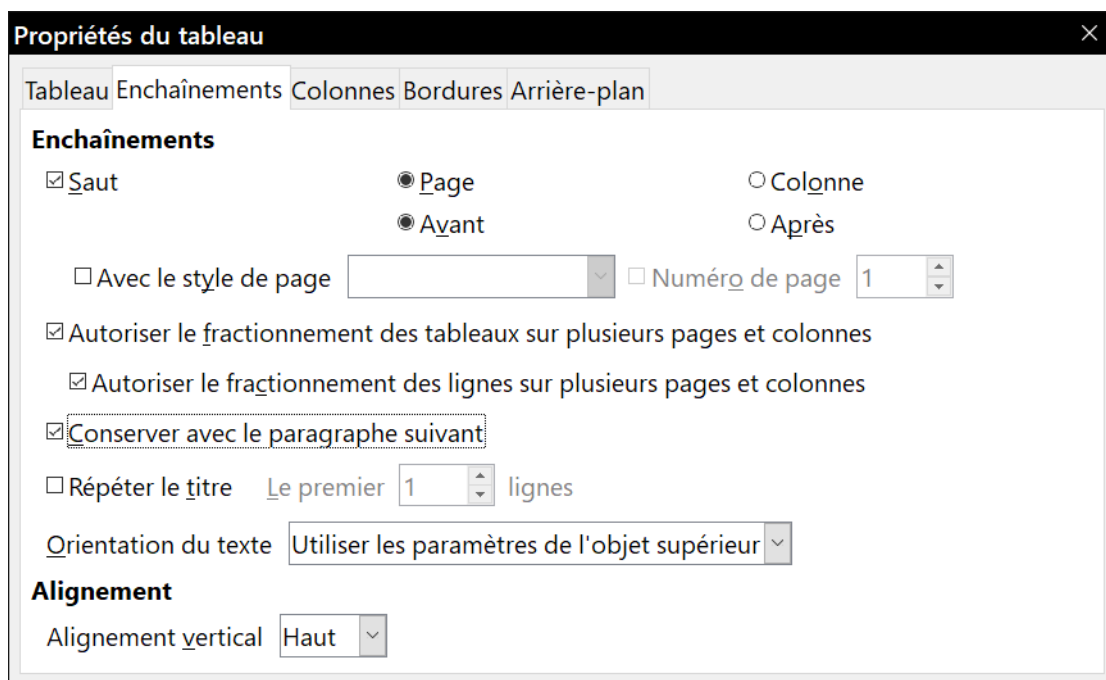 Propriétés du tableau
Tableau Enchaînements Colonnes Bordures Arrière-plan
Enchaînements
Saut Page Colonne
Avant Après
Avec le style de page Numéro de page 1
Autoriser le fractionnement des tableaux sur plusieurs pages et colonnes
Autoriser le fractionnement des lignes sur plusieurs pages et colonnes
Conserver avec le paragraphe suivant
Répéter le titre Le premier 1 lignes
Orientation du texte Utiliser les paramètres de l'objet supérieur
Alignement
Alignement vertical Haut